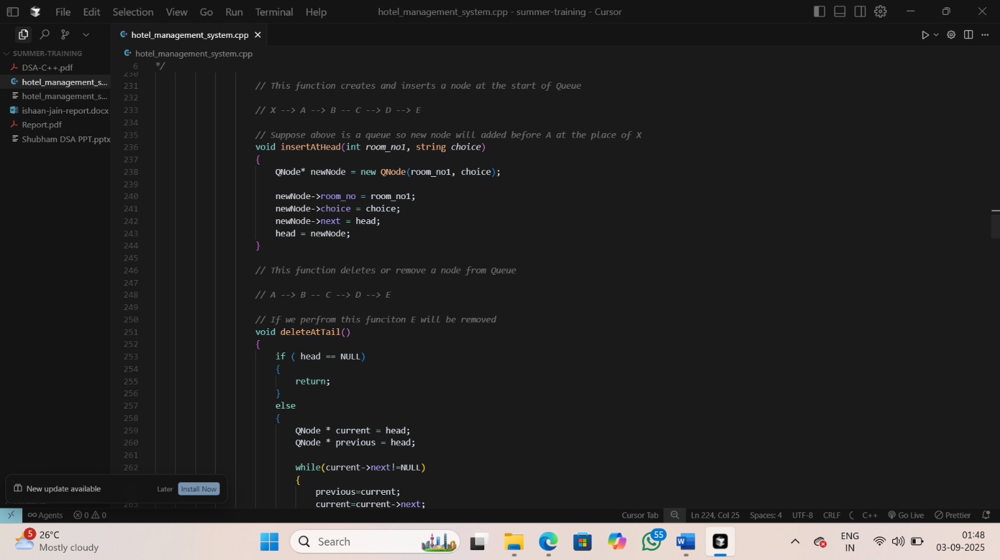 File Edit Selection View Go Run Terminal Help
hotel_management_system.cpp - summer-training - Cursor
hotel_management_system.cpp
SUMMER-TRAINING
DSA-C++.pdf
hotel_management_s...
hotel_management_s...
ishaan-jain-report.docx
Report.pdf
Shubham DSA PPT.pptx
hotel_management_system.cpp
6 */
230
231 // This function creates and inserts a node at the start of Queue
232
233 // X --> A --> B -- C --> D --> E
234
235 // Suppose above is a queue so new node will added before A at the place of X
236 void insertAtHead(int room_no1, string choice)
237 {
238 QNode* newNode = new QNode(room_no1, choice);
239
240 newNode->room_no = room_no1;
241 newNode->choice = choice;
242 newNode->next = head;
243 head = newNode;
244 }
245
246 // This function deletes or remove a node from Queue
247
248 // A --> B -- C --> D --> E
249
250 // If we perfrom this funciton E will be removed
251 void deleteAtTail()
252 {
253 if ( head == NULL)
254 {
255 return;
256 }
257 else
258 {
259 QNode * current = head;
260 QNode * previous = head;
261
262 while(current->next!=NULL)
{
previous=current;
current=current->next;
New update available Later Install Now
Agents 0 0
Cursor Tab Ln 224, Col 25 Spaces: 4 UTF-8 CRLF C++ Go Live Prettier
5
26°C
Mostly cloudy
Search
55
ENG
IN
01:48
03-09-2025